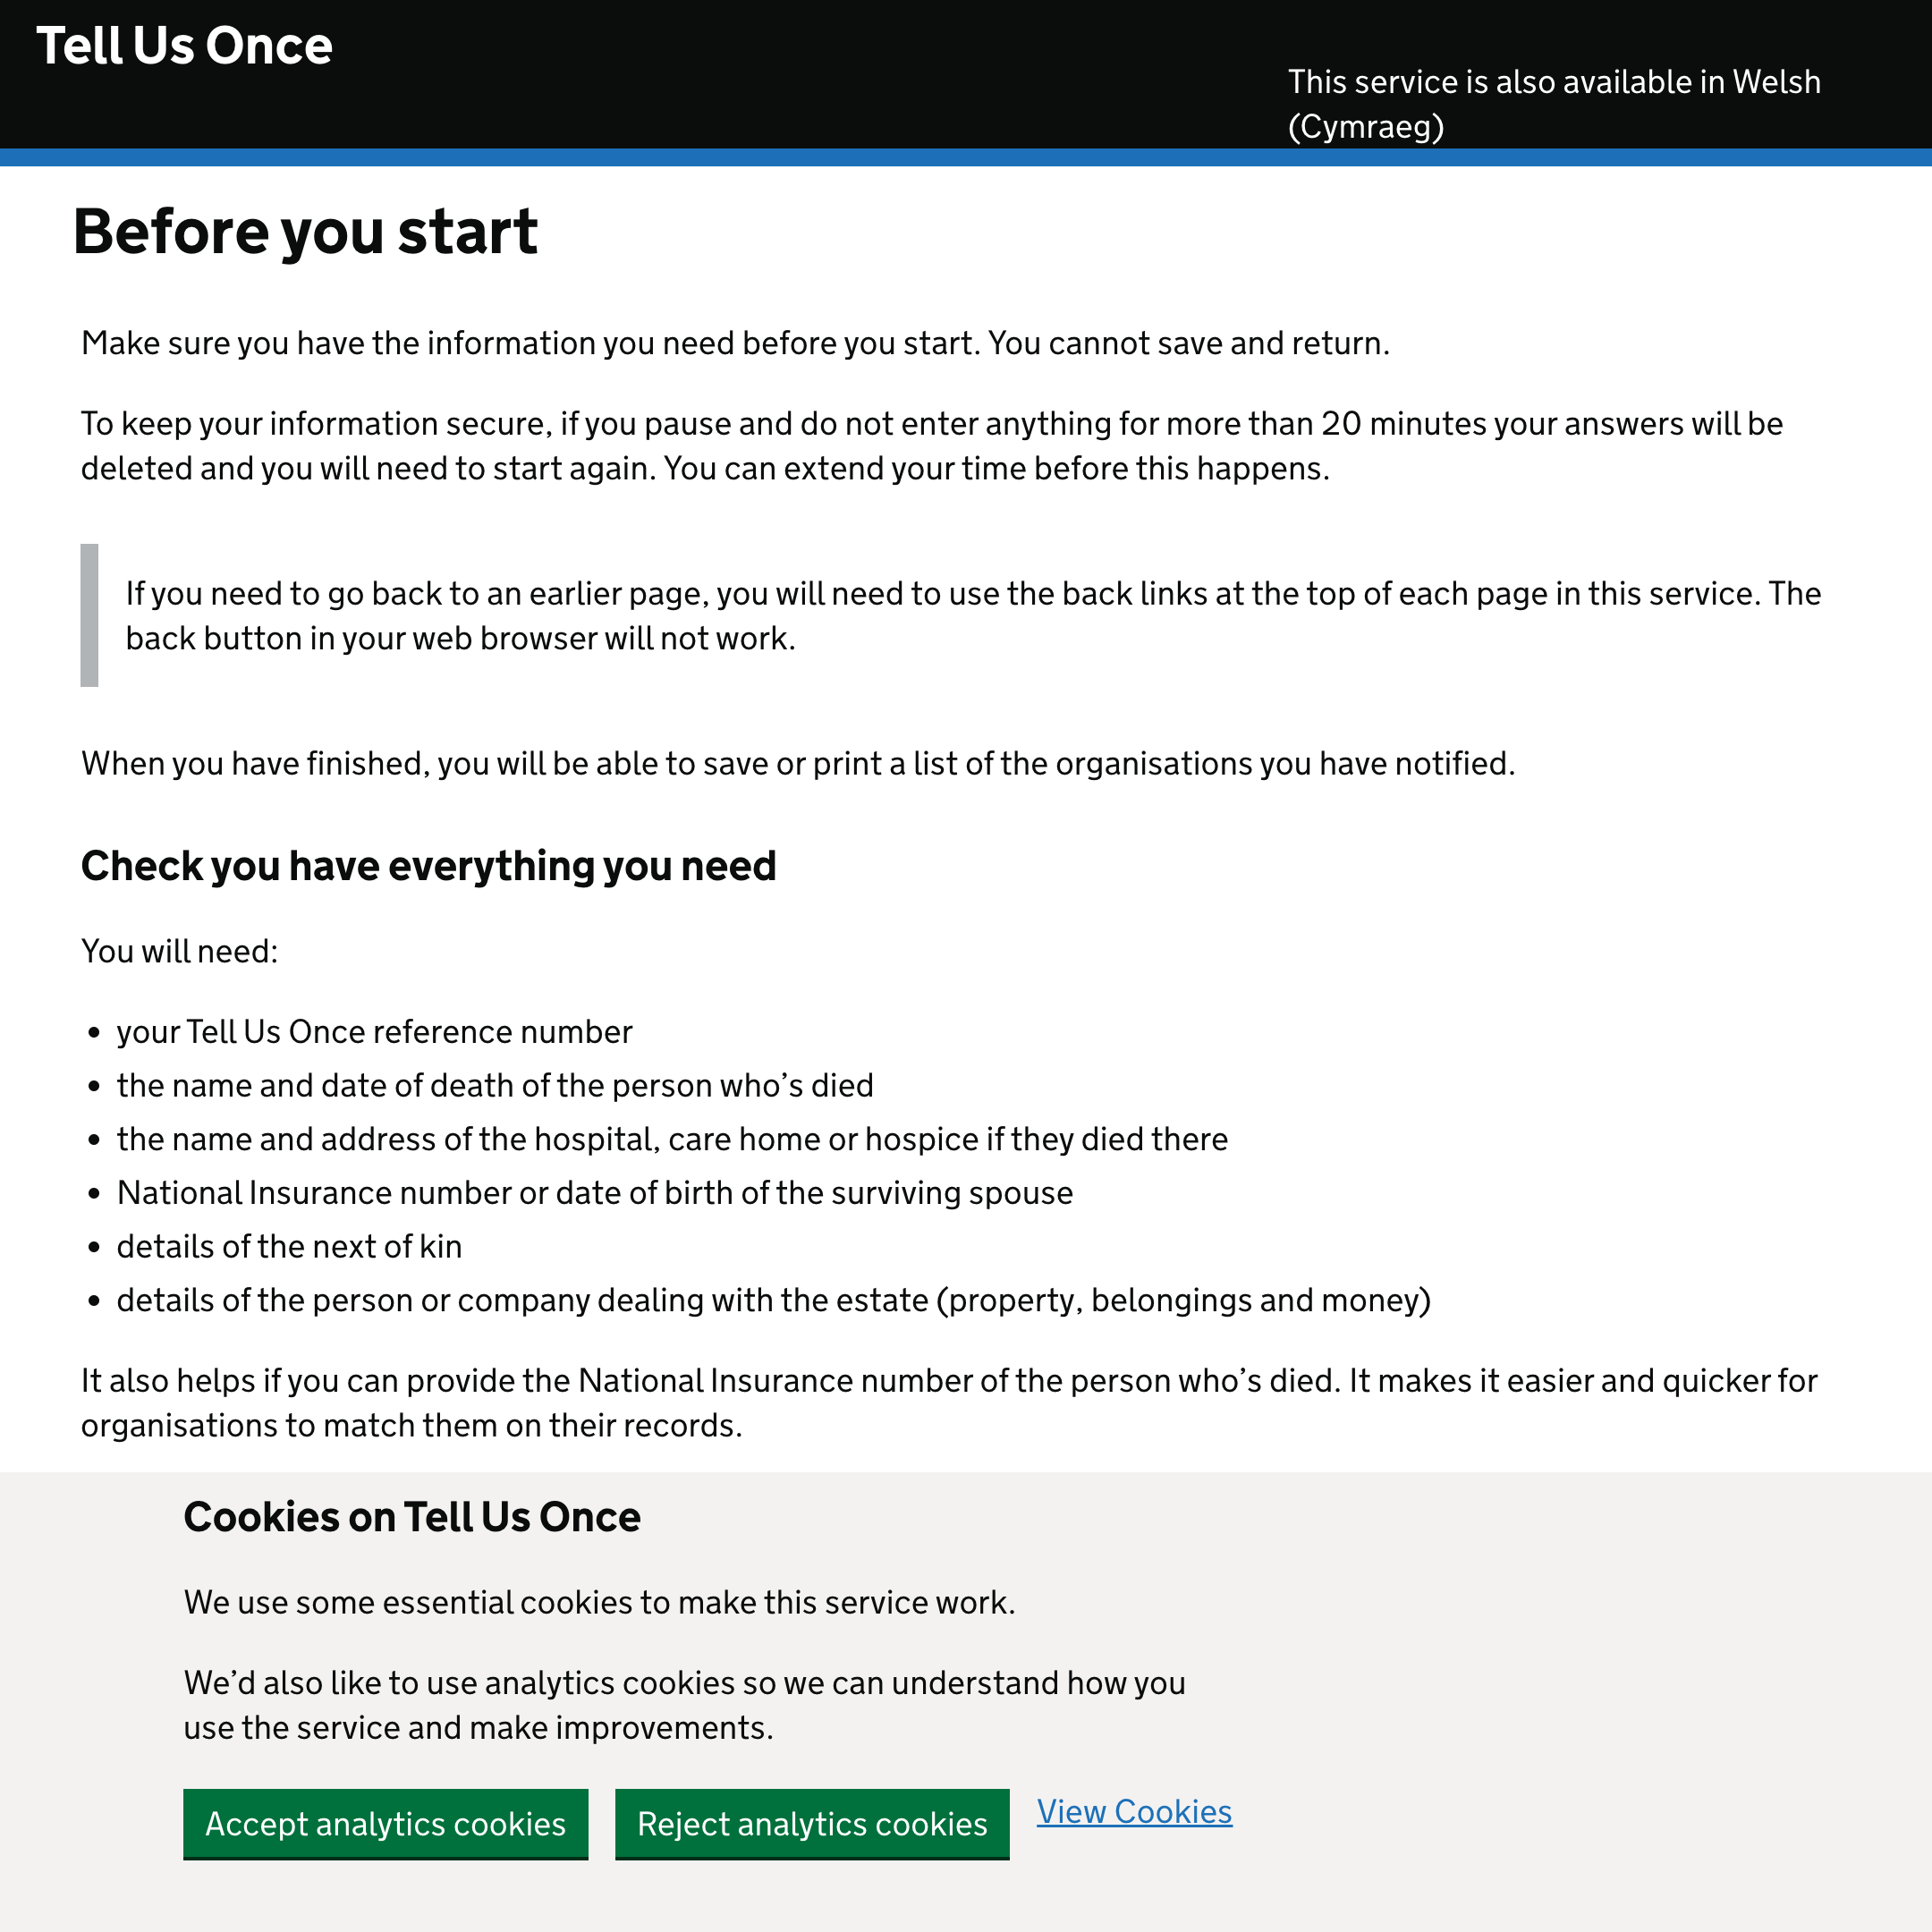 Tell Us Once
This service is also available in Welsh
(Cymraeg)
Before you start
Make sure you have the information you need before you start. You cannot save and return.
To keep your information secure, if you pause and do not enter anything for more than 20 minutes your answers will be
deleted and you will need to start again. You can extend your time before this happens.
If you need to go back to an earlier page, you will need to use the back links at the top of each page in this service. The
back button in your web browser will not work.
When you have finished, you will be able to save or print a list of the organisations you have notified.
Check you have everything you need
You will need:
• your Tell Us Once reference number
• the name and date of death of the person who’s died
• the name and address of the hospital, care home or hospice if they died there
• National Insurance number or date of birth of the surviving spouse
• details of the next of kin
• details of the person or company dealing with the estate (property, belongings and money)
It also helps if you can provide the National Insurance number of the person who’s died. It makes it easier and quicker for
organisations to match them on their records.
Cookies on Tell Us Once
We use some essential cookies to make this service work.
We’d also like to use analytics cookies so we can understand how you
use the service and make improvements.
Accept analytics cookies Reject analytics cookies View Cookies